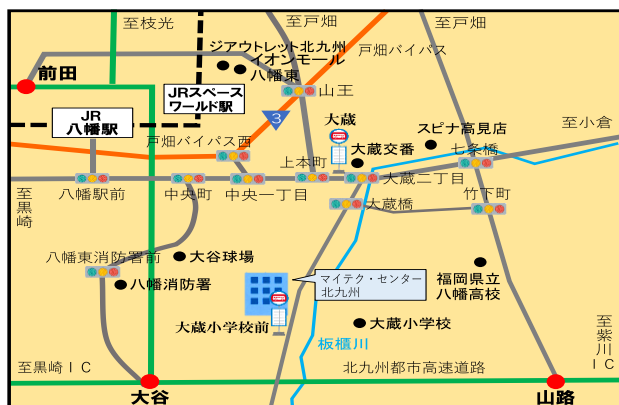 至枝光
至戸畑
至戸畑
ジアウトレット北九州
イオンモール
八幡東
戸畑バイパス
前田
JRスペース
ワールド駅
山王
3
大蔵
JR
八幡駅
戸畑バイパス西
大蔵交番
スピナ高見店
至小倉
上本町
七条橋
至黒崎
八幡駅前
中央町
中央一丁目
大蔵二丁目
竹下町
大蔵橋
八幡東消防署前
大谷球場
八幡消防署
マイテク・センター
北九州
福岡県立
八幡高校
大蔵小学校前
大蔵小学校
板櫃川
至紫川IC
至黒崎IC
北九州都市高速道路
大谷
山路